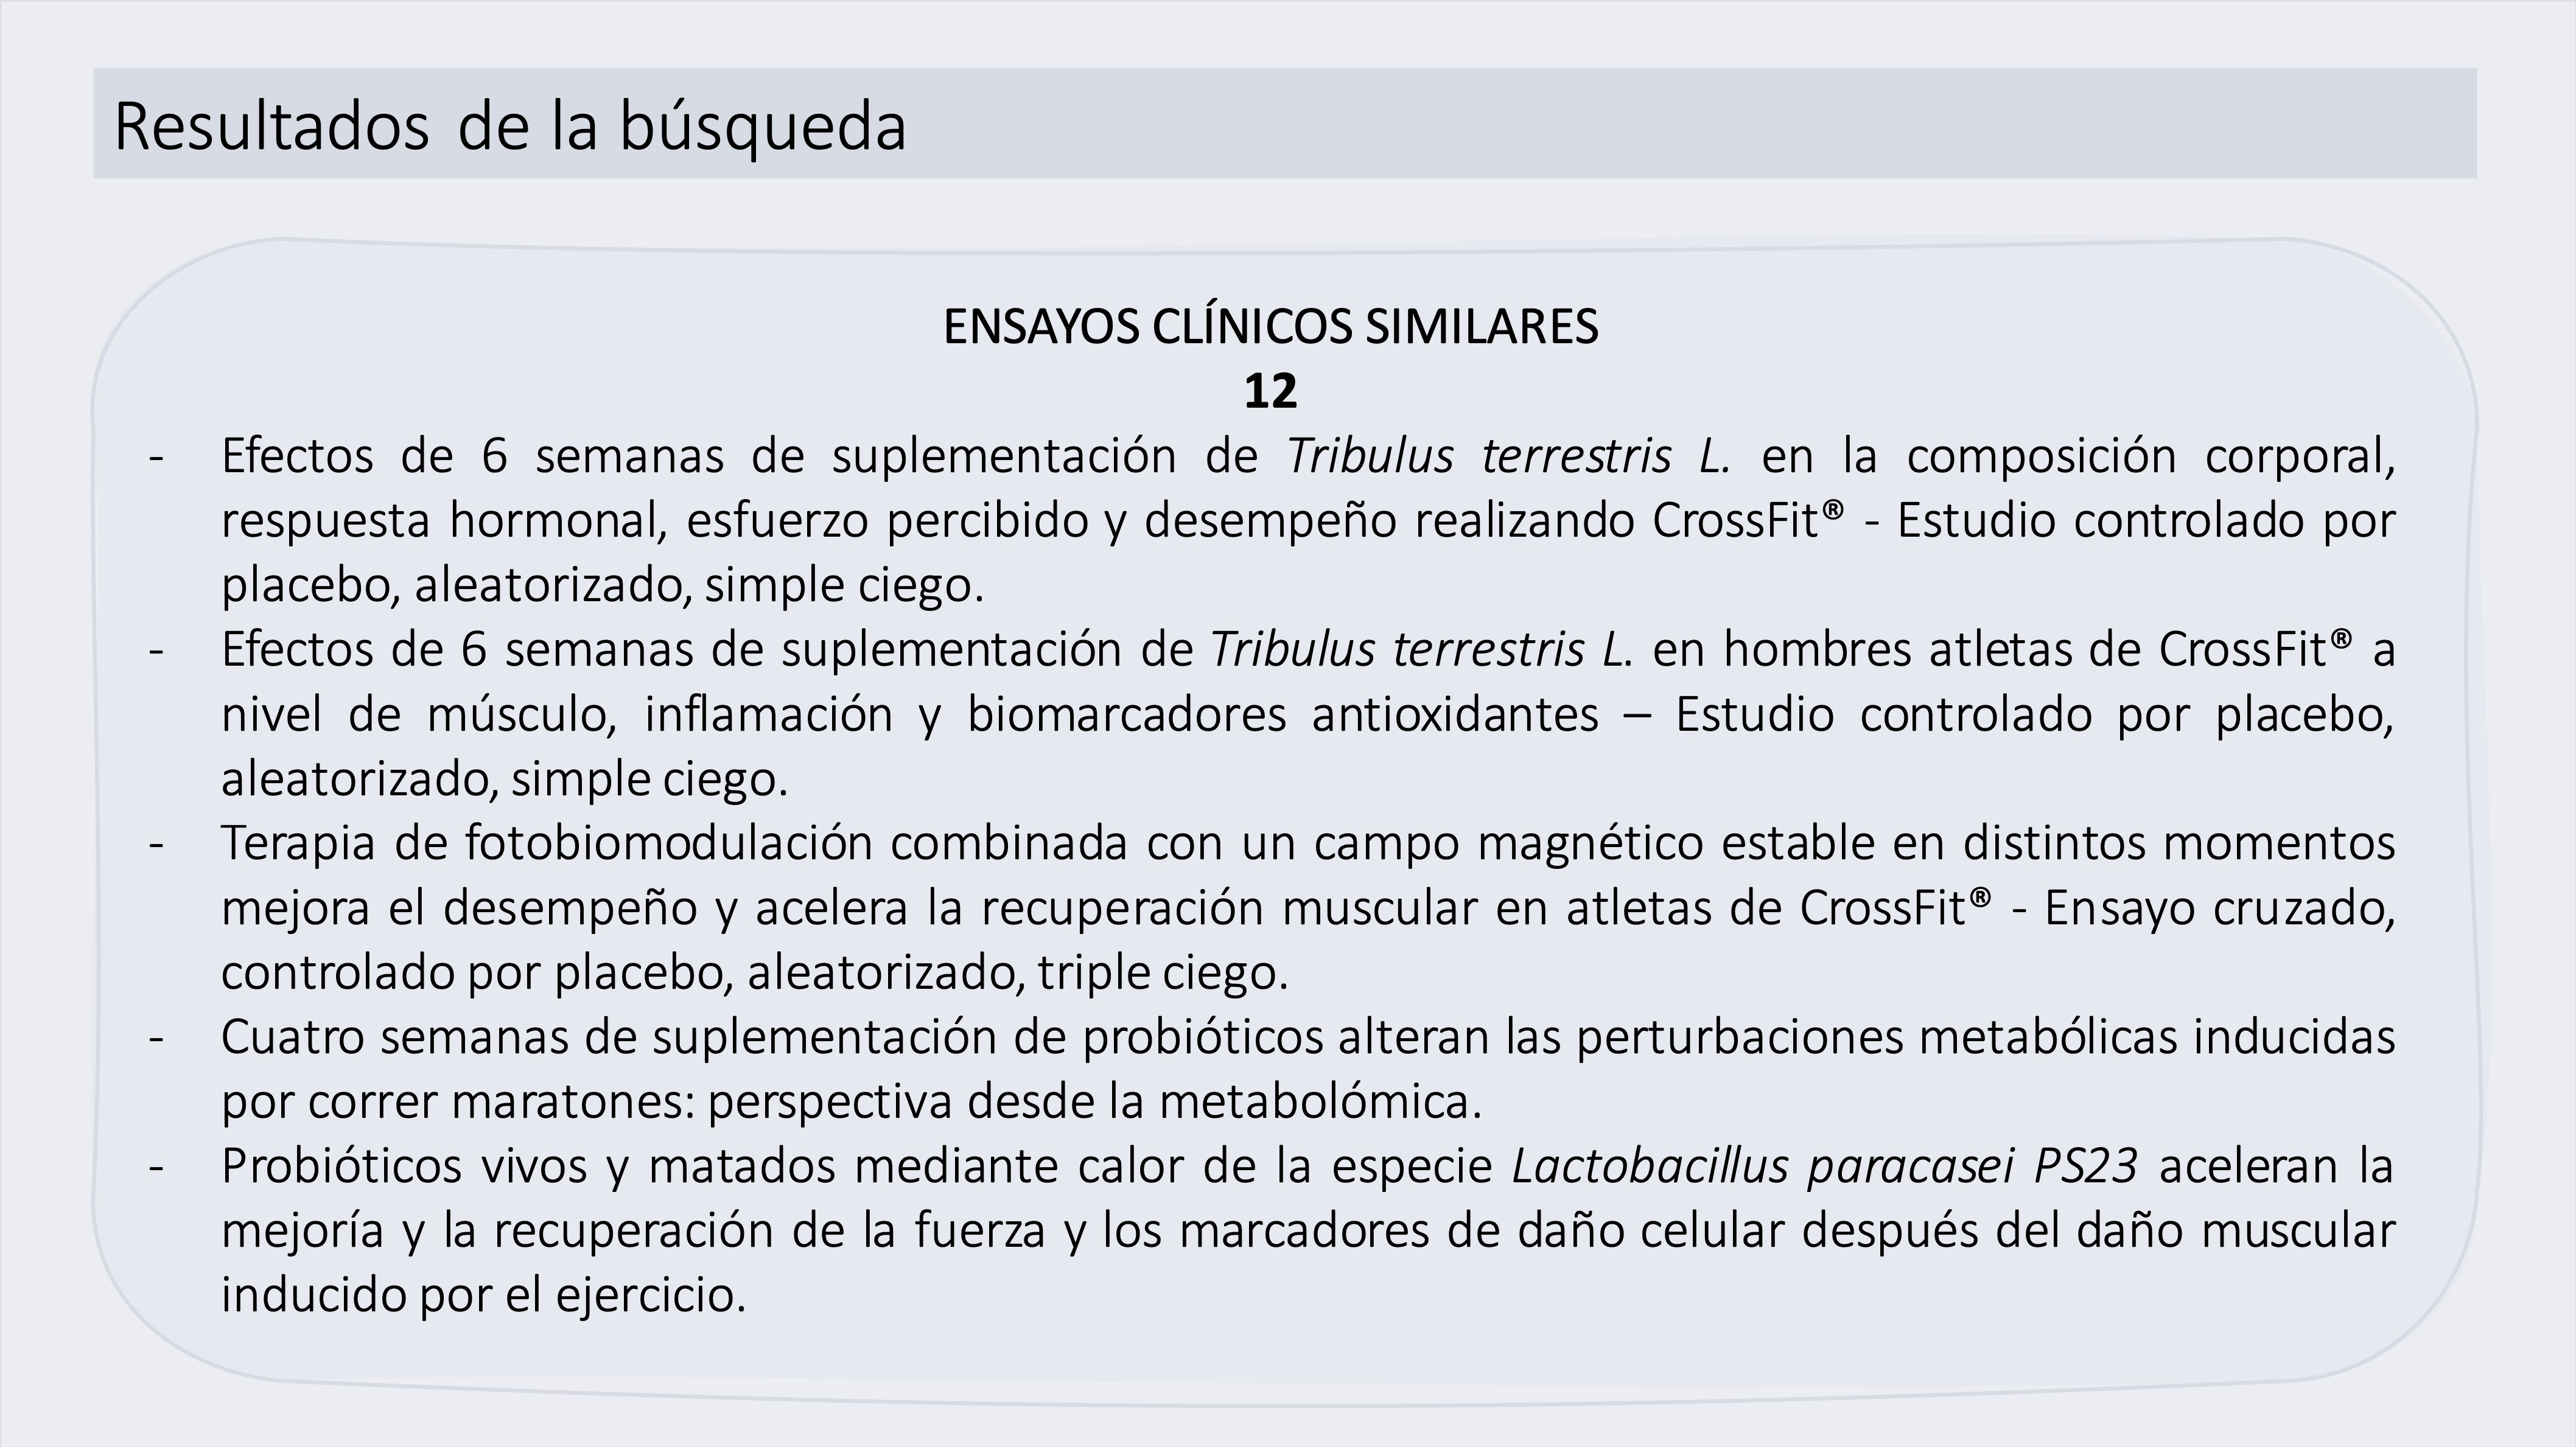 Resultados de la búsqueda
ENSAYOS CLÍNICOS SIMILARES
12
- Efectos de 6 semanas de suplementación de Tribulus terrestris L. en la composición corporal,
respuesta hormonal, esfuerzo percibido y desempeño realizando CrossFit® - Estudio controlado por
placebo, aleatorizado, simple ciego.
- Efectos de 6 semanas de suplementación de Tribulus terrestris L. en hombres atletas de CrossFit® a
nivel de músculo, inflamación y biomarcadores antioxidantes – Estudio controlado por placebo,
aleatorizado, simple ciego.
- Terapia de fotobiomodulación combinada con un campo magnético estable en distintos momentos
mejora el desempeño y acelera la recuperación muscular en atletas de CrossFit® - Ensayo cruzado,
controlado por placebo, aleatorizado, triple ciego.
- Cuatro semanas de suplementación de probióticos alteran las perturbaciones metabólicas inducidas
por correr maratones: perspectiva desde la metabolómica.
- Probióticos vivos y matados mediante calor de la especie Lactobacillus paracasei PS23 aceleran la
mejoría y la recuperación de la fuerza y los marcadores de daño celular después del daño muscular
inducido por el ejercicio.